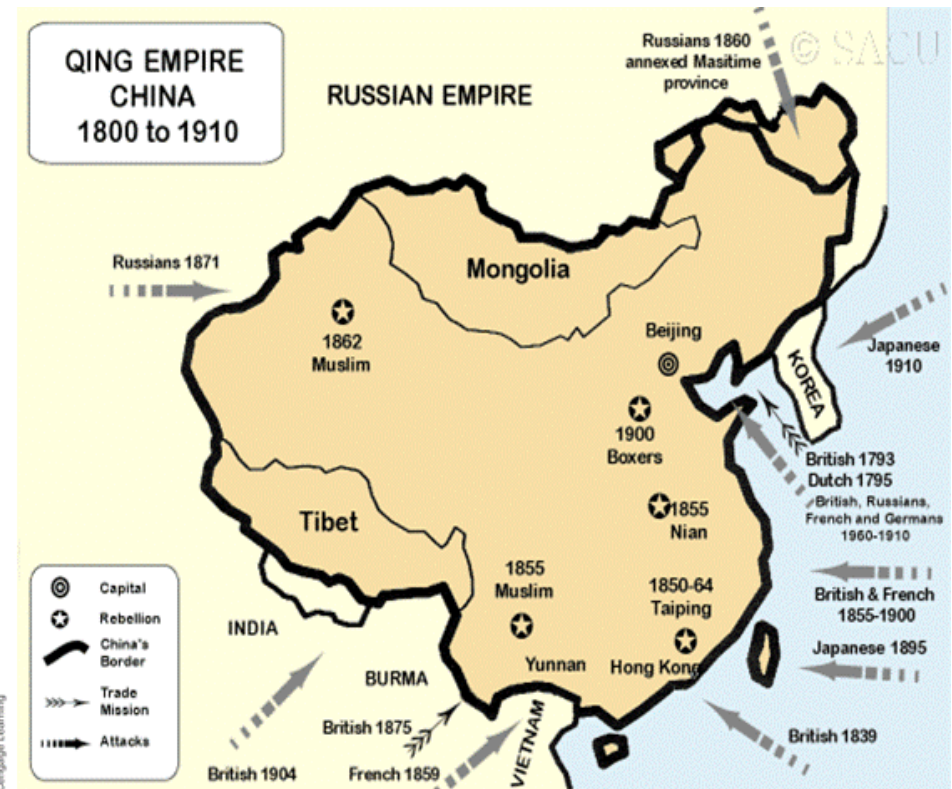 QING EMPIRE
CHINA
1800 to 1910
RUSSIAN EMPIRE
Russians 1860
annexed Masitime
province
© SACU
Russians 1871
Mongolia
1862
Muslim
Beijing
KOREA
Japanese
1910
1900
Boxers
British 1793
Dutch 1795
British, Russians,
French and Germans
1960-1910
1855
Nian
Tibet
1855
Muslim
1850-64
Taiping
British & French
1855-1900
Japanese 1895
Yunnan
Hong Kong
INDIA
BURMA
British 1875
VIETNAM
British 1839
British 1904
French 1859
Capital
Rebellion
China's
Border
Trade
Mission
Attacks
Cengage Learning